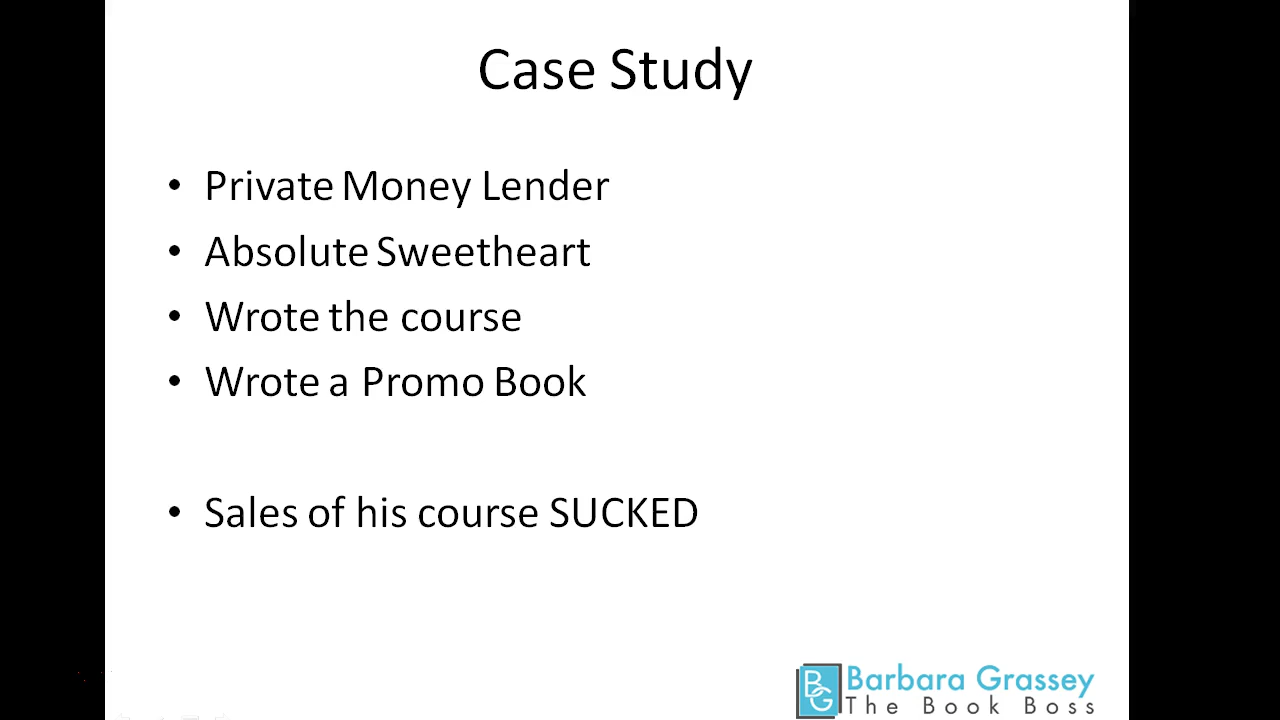 Case Study
• Private Money Lender
• Absolute Sweetheart
• Wrote the course
• Wrote a Promo Book
• Sales of his course SUCKED
BG Barbara Grassey
The Book Boss